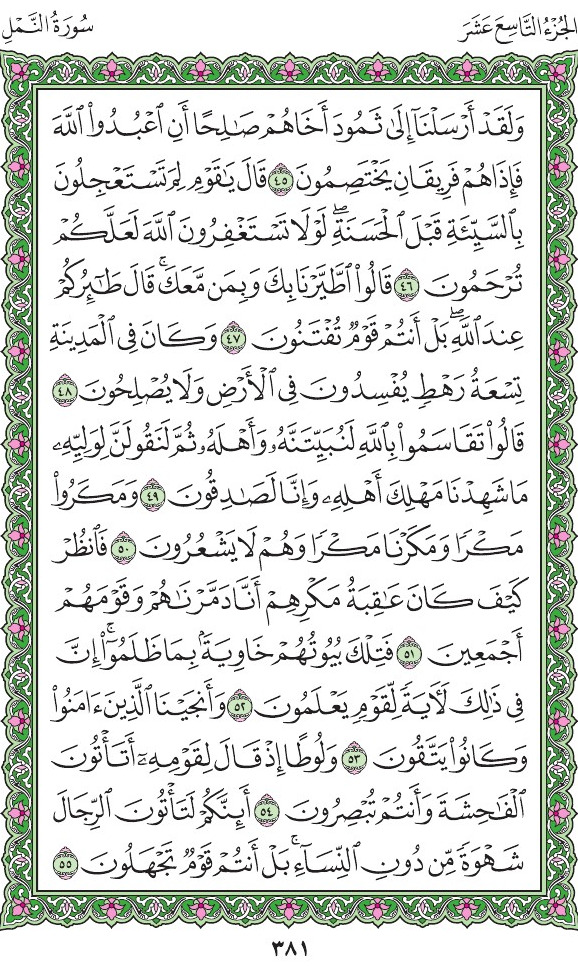 الجُزْءُ التَّاسِعَ عَشَرَ
سُورَةُ النَّمْلِ
وَلَقَدْ أَرْسَلْنَآ إِلَىٰ ثَمُودَ أَخَاهُمْ صَٰلِحًا أَنِ ٱعْبُدُوا۟ ٱللَّهَ
فَإِذَا هُمْ فَرِيقَانِ يَخْتَصِمُونَ ٤٥ قَالَ يَٰقَوْمِ لِمَ تَسْتَعْجِلُونَ
بِٱلسَّيِّئَةِ قَبْلَ ٱلْحَسَنَةِ ۖ لَوْلَا تَسْتَغْفِرُونَ ٱللَّهَ لَعَلَّكُمْ
تُرْحَمُونَ ٤٦ قَالُوا۟ ٱطَّيَّرْنَا بِكَ وَبِمَن مَّعَكَ ۚ قَالَ طَٰٓئِرُكُمْ
عِندَ ٱللَّهِ ۖ بَلْ أَنتُمْ قَوْمٌ تُفْتَنُونَ ٤٧ وَكَانَ فِى ٱلْمَدِينَةِ
تِسْعَةُ رَهْطٍ يُفْسِدُونَ فِى ٱلْأَرْضِ وَلَا يُصْلِحُونَ ٤٨
قَالُوا۟ تَقَاسَمُوا۟ بِٱللَّهِ لَنُبَيِّتَنَّهُۥ وَأَهْلَهُۥ ثُمَّ لَنَقُولَنَّ لِوَلِيِّهِۦ
مَا شَهِدْنَا مَهْلِكَ أَهْلِهِۦ وَإِنَّا لَصَٰدِقُونَ ٤٩ وَمَكَرُوا۟
مَكْرًا وَمَكَرْنَا مَكْرًا وَهُمْ لَا يَشْعُرُونَ ٥٠ فَٱنظُرْ
كَيْفَ كَانَ عَٰقِبَةُ مَكْرِهِمْ أَنَّا دَمَّرْنَٰهُمْ وَقَوْمَهُمْ
أَجْمَعِينَ ٥١ فَتِلْكَ بُيُوتُهُمْ خَاوِيَةًۢ بِمَا ظَلَمُوٓا۟ ۗ إِنَّ
فِى ذَٰلِكَ لَءَايَةً لِّقَوْمٍ يَعْلَمُونَ ٥٢ وَأَنجَيْنَا ٱلَّذِينَ ءَامَنُوا۟
وَكَانُوا۟ يَتَّقُونَ ٥٣ وَلُوطًا إِذْ قَالَ لِقَوْمِهِۦٓ أَتَأْتُونَ
ٱلْفَٰحِشَةَ وَأَنتُمْ تُبْصِرُونَ ٥٤ أَئِنَّكُمْ لَتَأْتُونَ ٱلرِّجَالَ
شَهْوَةً مِّن دُونِ ٱلنِّسَآءِ ۚ بَلْ أَنتُمْ قَوْمٌ تَجْهَلُونَ ٥٥
٣٨١